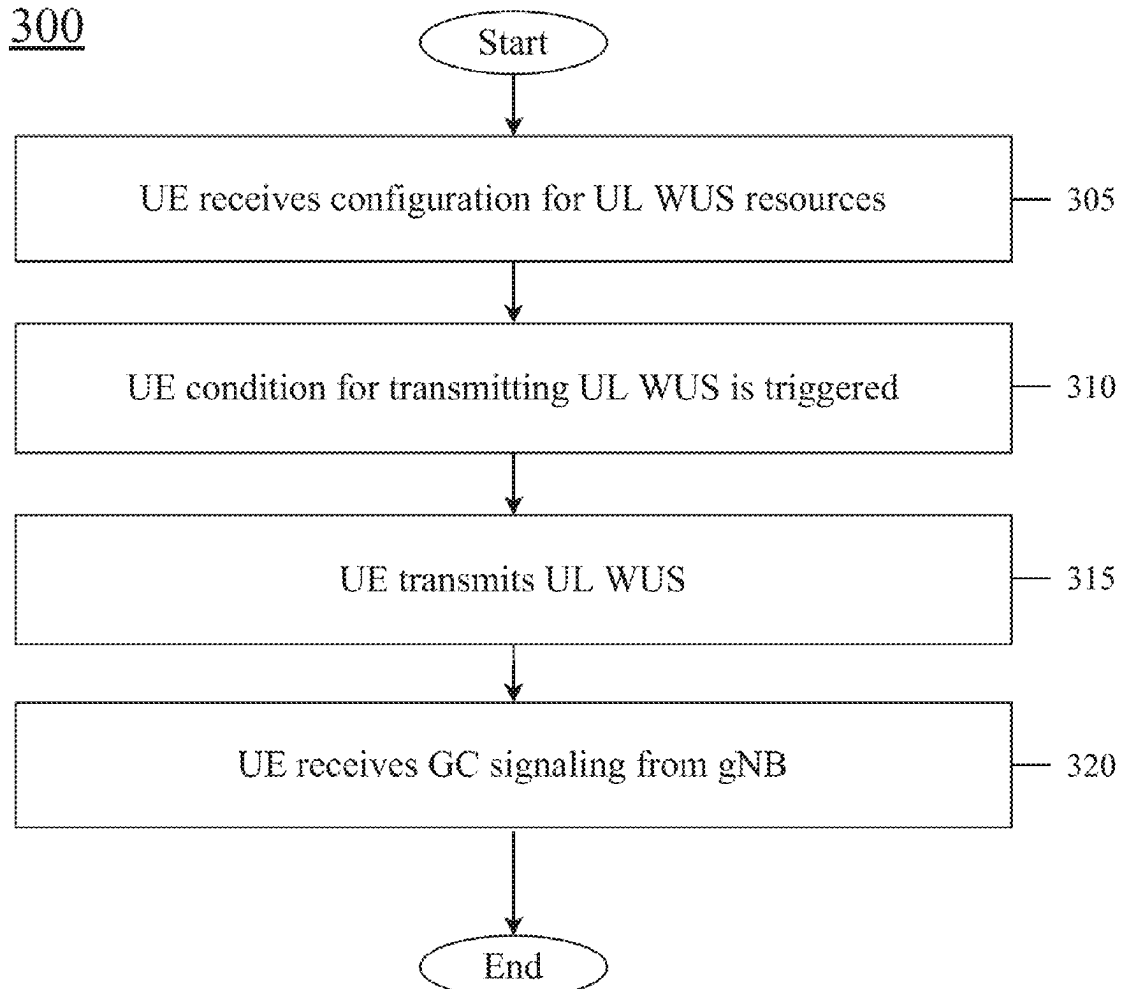 300
Start
UE receives configuration for UL WUS resources
305
UE condition for transmitting UL WUS is triggered
310
UE transmits UL WUS
315
UE receives GC signaling from gNB
320
End